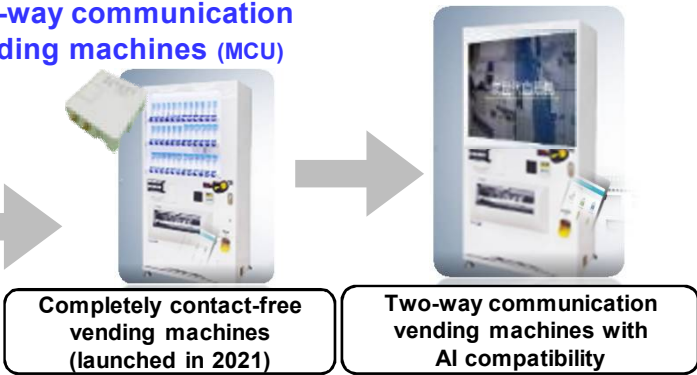 -way communication
ding machines (MCU)
Completely contact-free
vending machines
(launched in 2021)
Two-way communication
vending machines with
AI compatibility